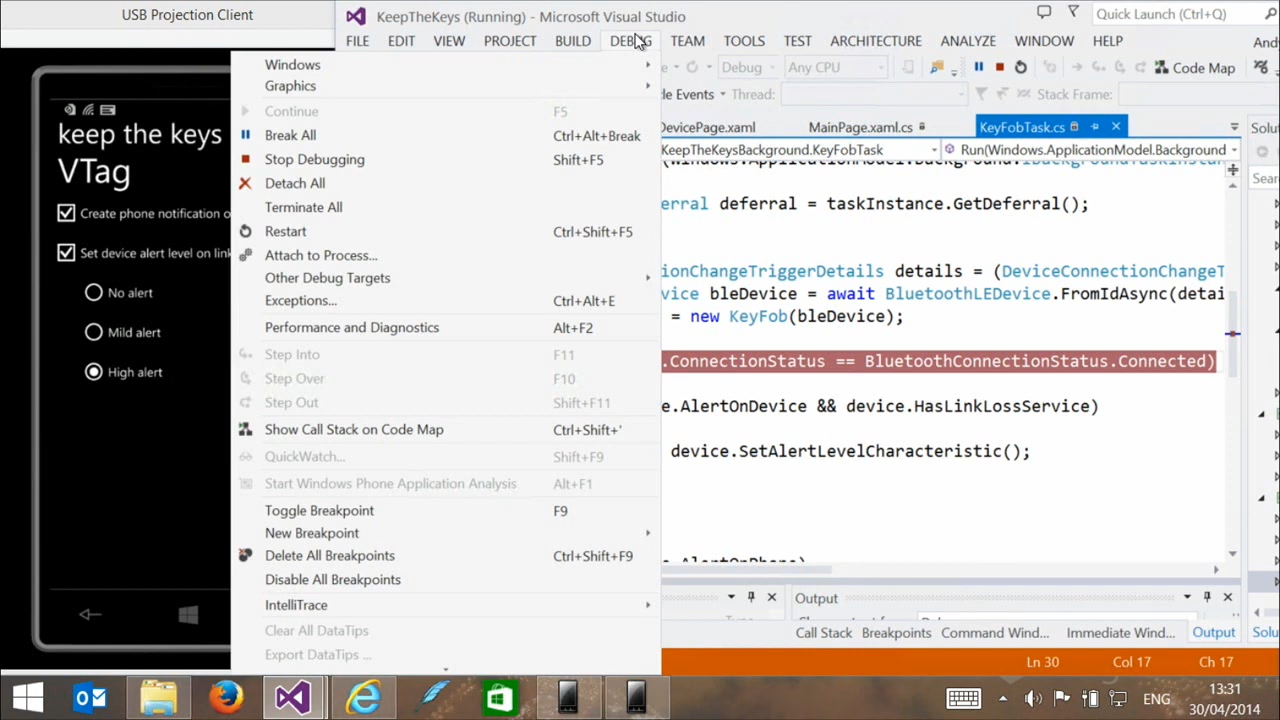 USB Projection Client
KeepTheKeys (Running) - Microsoft Visual Studio
Quick Launch (Ctrl+Q)
FILE EDIT VIEW PROJECT BUILD DEBUG TEAM TOOLS TEST ARCHITECTURE ANALYZE WINDOW HELP
Debug Any CPU Code Map
Events Thread: Stack Frame:
DevicePage.xaml MainPage.xaml.cs KeyFobTask.cs
KeepTheKeysBackground.KeyFobTask Run(Windows.ApplicationModel.Background
keep the keys
VTag
Create phone notification o
Set device alert level on link
No alert
Mild alert
High alert
Windows
Graphics
Continue F5
Break All Ctrl+Alt+Break
Stop Debugging Shift+F5
Detach All
Terminate All
Restart Ctrl+Shift+F5
Attach to Process...
Other Debug Targets
Exceptions... Ctrl+Alt+E
Performance and Diagnostics Alt+F2
Step Into F11
Step Over F10
Step Out Shift+F11
Show Call Stack on Code Map Ctrl+Shift+'
QuickWatch... Shift+F9
Start Windows Phone Application Analysis Alt+F1
Toggle Breakpoint F9
New Breakpoint
Delete All Breakpoints Ctrl+Shift+F9
Disable All Breakpoints
IntelliTrace
Clear All DataTips
Export DataTips ...
(Windows.ApplicationModel.Background.IBackgroundTaskInstan
erral deferral = taskInstance.GetDeferral();
ionChangeTriggerDetails details = (DeviceConnectionChangeT
vice bleDevice = await BluetoothLEDevice.FromIdAsync(detai
= new KeyFob(bleDevice);
.ConnectionStatus == BluetoothConnectionStatus.Connected)
e.AlertOnDevice && device.HasLinkLossService)
device.SetAlertLevelCharacteristic();
e.AlertOnPhone)
Output
Call Stack Breakpoints Command Wind... Immediate Wind... Output
Ln 30 Col 17 Ch 17
ENG
13:31
30/04/2014